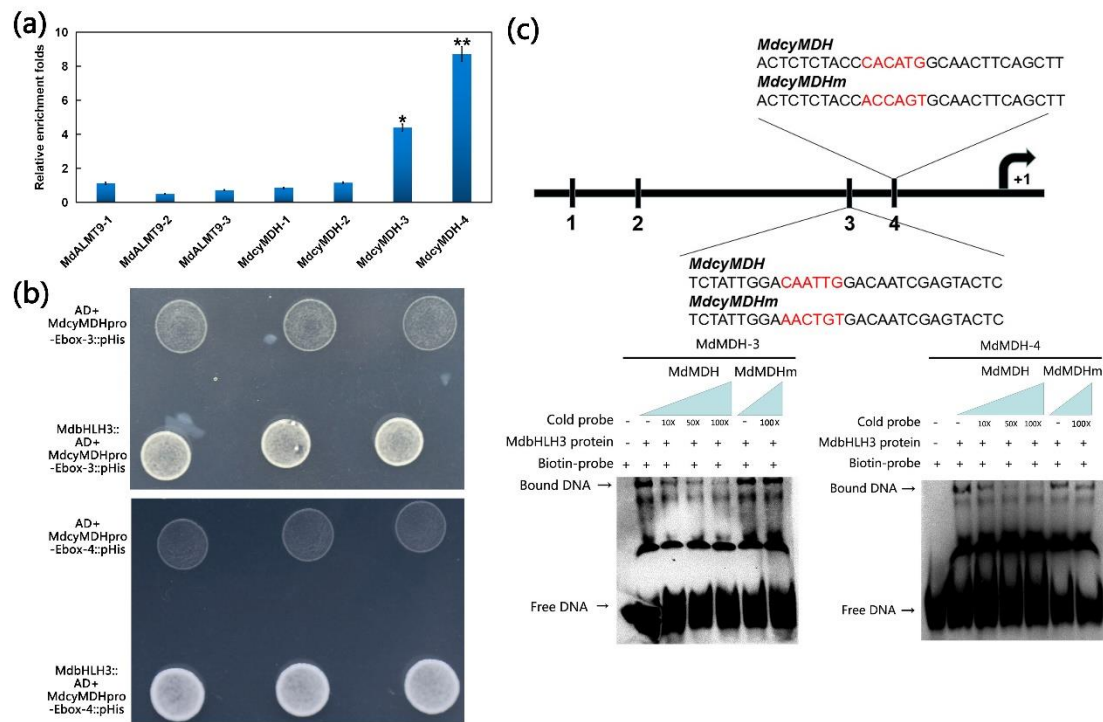 (a)
Relative enrichment folds
10
8
6
4
2
0
*
**
MdALMT9-1
MdALMT9-2
MdALMT9-3
MdcyMDH-1
MdcyMDH-2
MdcyMDH-3
MdcyMDH-4
(b)
AD+
MdcyMDHpro
-Ebox-3::pHis
MdbHLH3::
AD+
MdcyMDHpro
-Ebox-3::pHis
AD+
MdcyMDHpro
-Ebox-4::pHis
MdbHLH3::
AD+
MdcyMDHpro
-Ebox-4::pHis
(c)
MdcyMDH
ACTCTCTACCCACATGGCAACTTCAGCTT
MdcyMDHm
ACTCTCTACCACCAGTGCAACTTCAGCTT
+1
1 2 3 4
MdcyMDH
TCTATTGGACAATTGGACAATCGAGTACTC
MdcyMDHm
TCTATTGGAAACTGTGACAATCGAGTACTC
MdMDH-3
MdMDH MdMDHm
Cold probe - - 10X 50X 100X - 100X
MdbHLH3 protein - + + + + + +
Biotin-probe + + + + + + +
Bound DNA →
Free DNA →
MdMDH-4
MdMDH MdMDHm
Cold probe - - 10X 50X 100X - 100X
MdbHLH3 protein - + + + + + +
Biotin-probe + + + + + + +
Bound DNA →
Free DNA →